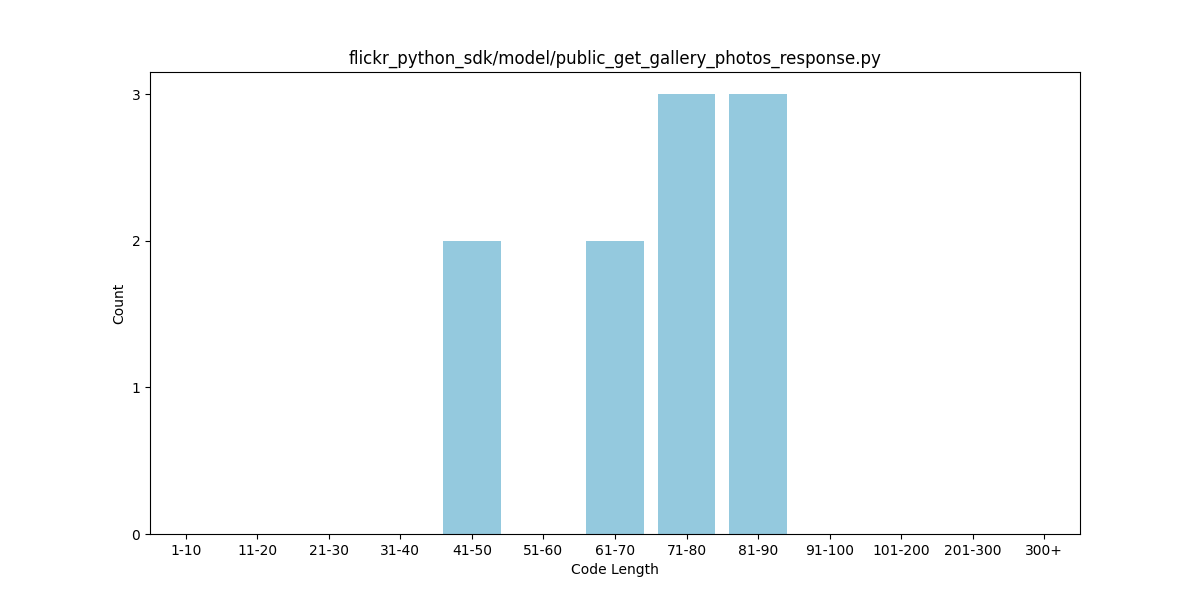 flickr_python_sdk/model/public_get_gallery_photos_response.py
3
2
1
0
Count
1-10 11-20 21-30 31-40 41-50 51-60 61-70 71-80 81-90 91-100 101-200 201-300 300+
Code Length